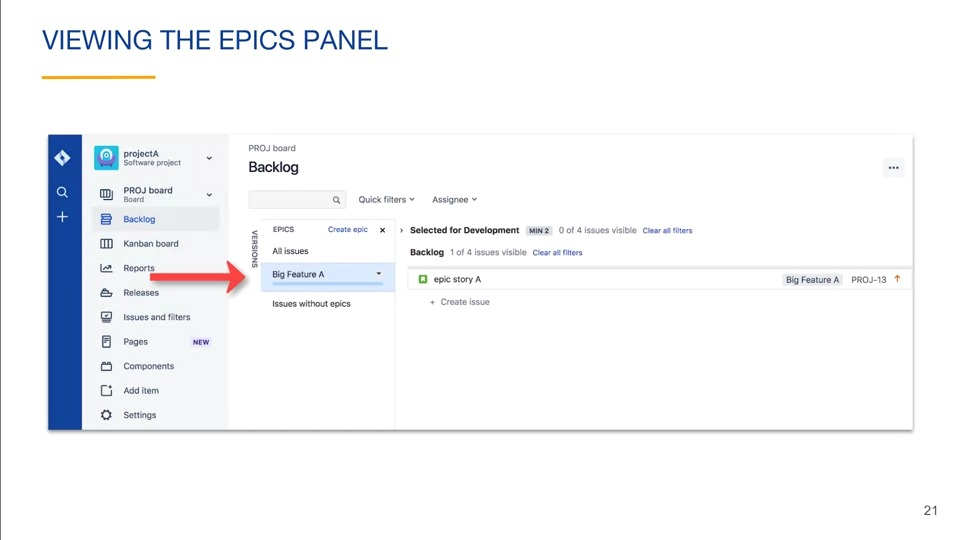 VIEWING THE EPICS PANEL
projectA
Software project
PROJ board
Board
Backlog
Kanban board
Reports
Releases
Issues and filters
Pages NEW
Components
Add item
Settings
PROJ board
Backlog
Quick filters Assignee
VERSIONS
EPICS Create epic
All issues
Big Feature A
Issues without epics
Selected for Development MIN 2 0 of 4 issues visible Clear all filters
Backlog 1 of 4 issues visible Clear all filters
epic story A Big Feature A PROJ-13
+ Create issue
21